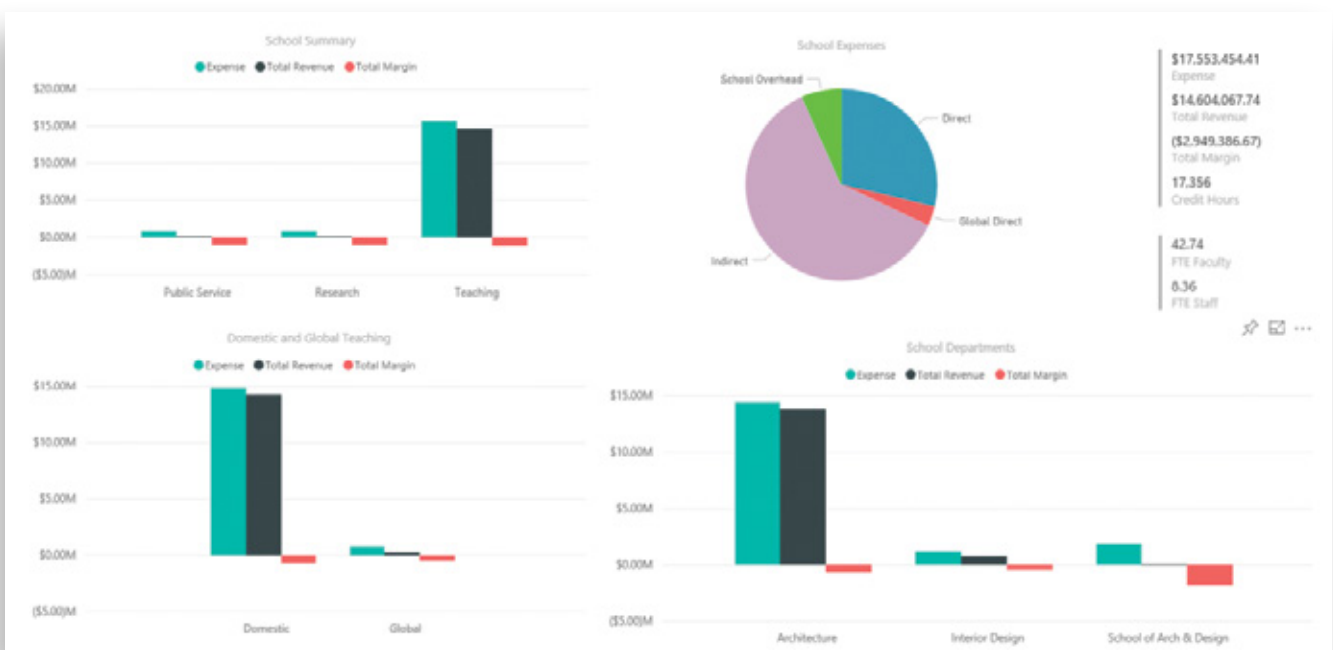 School Summary
Expense Total Revenue Total Margin
$20.00M
$15.00M
$10.00M
$5.00M
$0.00M
($5.00)M
Public Service Research Teaching
School Expenses
School Overhead
Direct
Global Direct
Indirect
$17.553.454.41
Expense
$14.604.067.74
Total Revenue
($2.949.386.67)
Total Margin
17.356
Credit Hours
42.74
FTE Faculty
8.36
FTE Staff
Domestic and Global Teaching
Expense Total Revenue Total Margin
$15.00M
$10.00M
$5.00M
$0.00M
($5.00)M
Domestic Global
School Departments
Expense Total Revenue Total Margin
$15.00M
$10.00M
$5.00M
$0.00M
($5.00)M
Architecture Interior Design School of Arch & Design